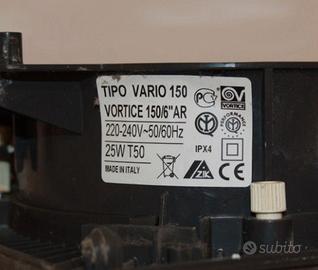 TIPO VARIO 150
VORTICE 150/6"AR
220-240V~50/60Hz
25W T50
MADE IN ITALY
VORTICE
PERFORMANCE
IPX4
CE
subito